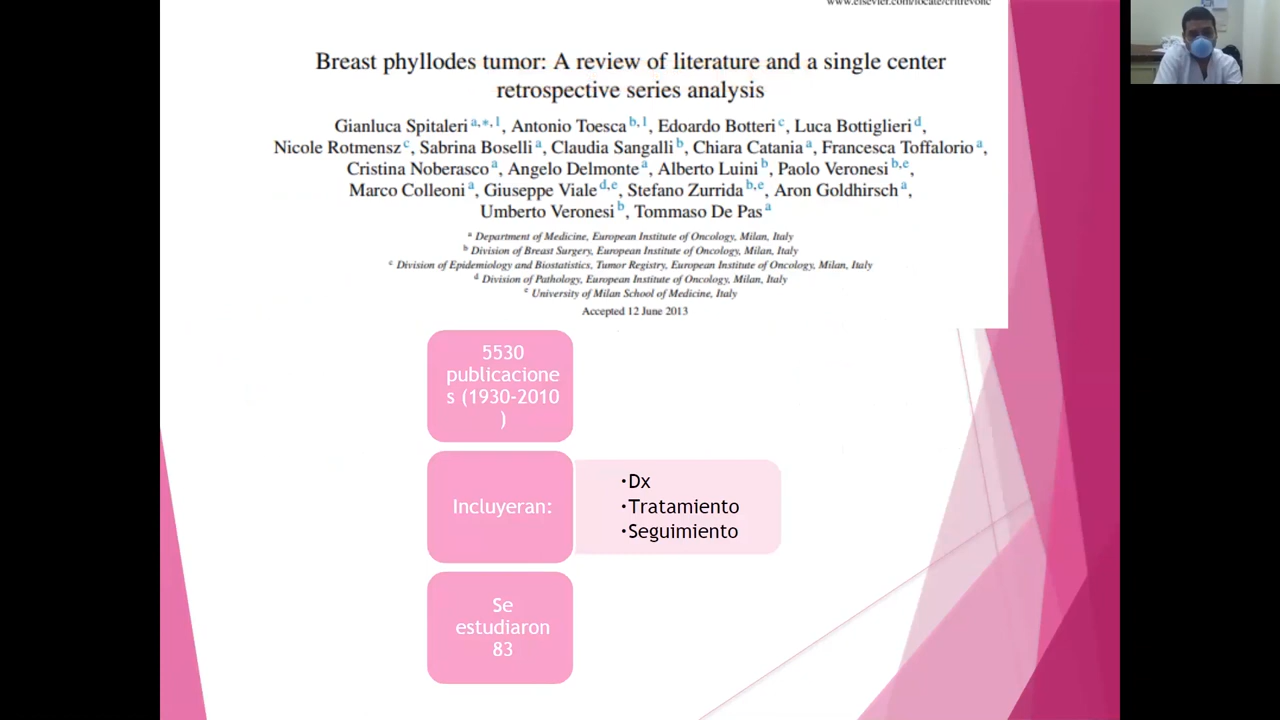 www.elsevier.com/locate/critrevonc
Breast phyllodes tumor: A review of literature and a single center
retrospective series analysis
Gianluca Spitaleri a,*,1, Antonio Toesca b,1, Edoardo Botteri c, Luca Bottiglieri d,
Nicole Rotmensz c, Sabrina Boselli a, Claudia Sangalli b, Chiara Catania a, Francesca Toffalorio a,
Cristina Noberasco a, Angelo Delmonte a, Alberto Luini b, Paolo Veronesi b,e,
Marco Colleoni a, Giuseppe Viale d,e, Stefano Zurrida b,e, Aron Goldhirsch a,
Umberto Veronesi b, Tommaso De Pas a
a Department of Medicine, European Institute of Oncology, Milan, Italy
b Division of Breast Surgery, European Institute of Oncology, Milan, Italy
c Division of Epidemiology and Biostatistics, Tumor Registry, European Institute of Oncology, Milan, Italy
d Division of Pathology, European Institute of Oncology, Milan, Italy
e University of Milan School of Medicine, Italy
Accepted 12 June 2013
5530
publicacione
s (1930-2010
)
Incluyeran:
•Dx
•Tratamiento
•Seguimiento
Se
estudiaron
83